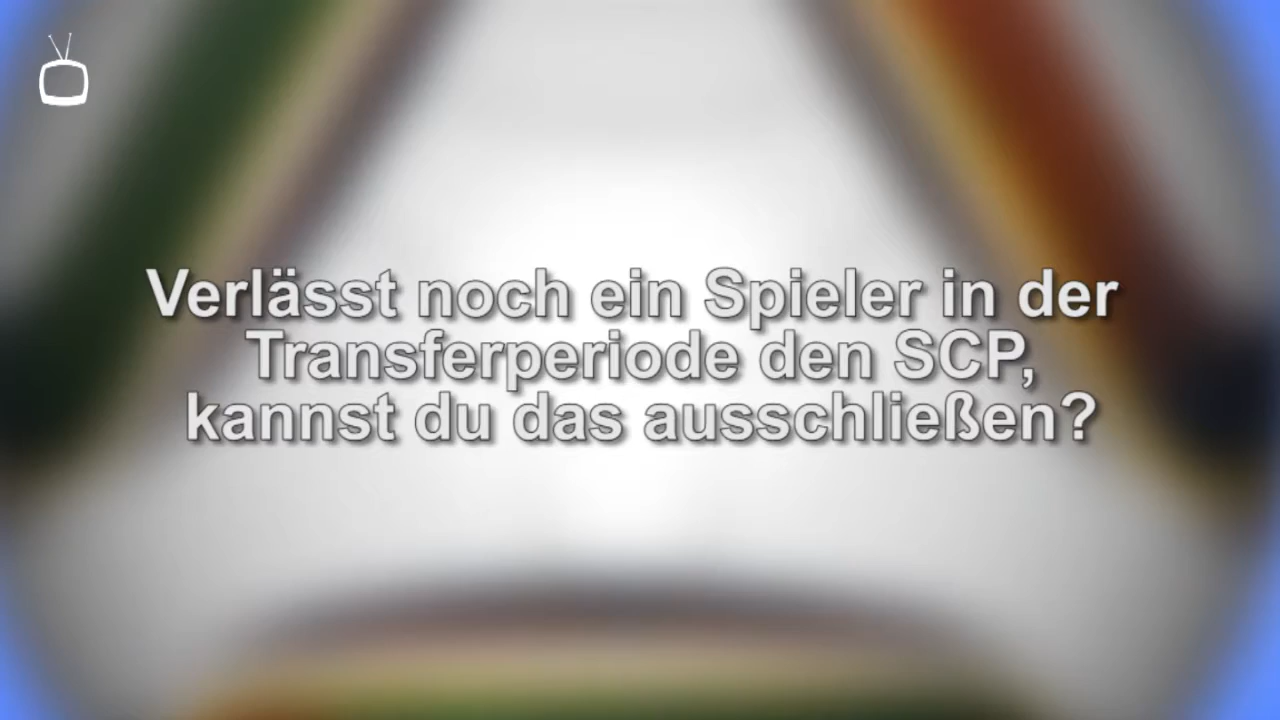 Verlässt noch ein Spieler in der
Transferperiode den SCP,
kannst du das ausschließen?